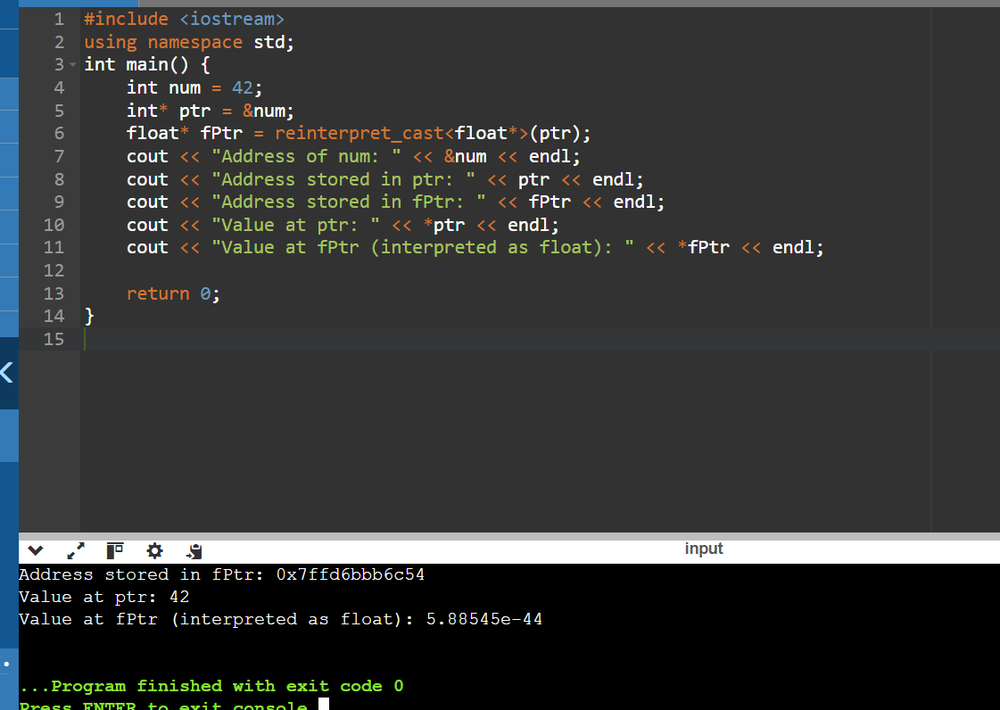 1 #include <iostream>
2 using namespace std;
3 int main() {
4     int num = 42;
5     int* ptr = &num;
6     float* fPtr = reinterpret_cast<float*>(ptr);
7     cout << "Address of num: " << &num << endl;
8     cout << "Address stored in ptr: " << ptr << endl;
9     cout << "Address stored in fPtr: " << fPtr << endl;
10     cout << "Value at ptr: " << *ptr << endl;
11     cout << "Value at fPtr (interpreted as float): " << *fPtr << endl;
12
13     return 0;
14 }
15
input
Address stored in fPtr: 0x7ffd6bbb6c54
Value at ptr: 42
Value at fPtr (interpreted as float): 5.88545e-44
...Program finished with exit code 0
Press ENTER to exit console.